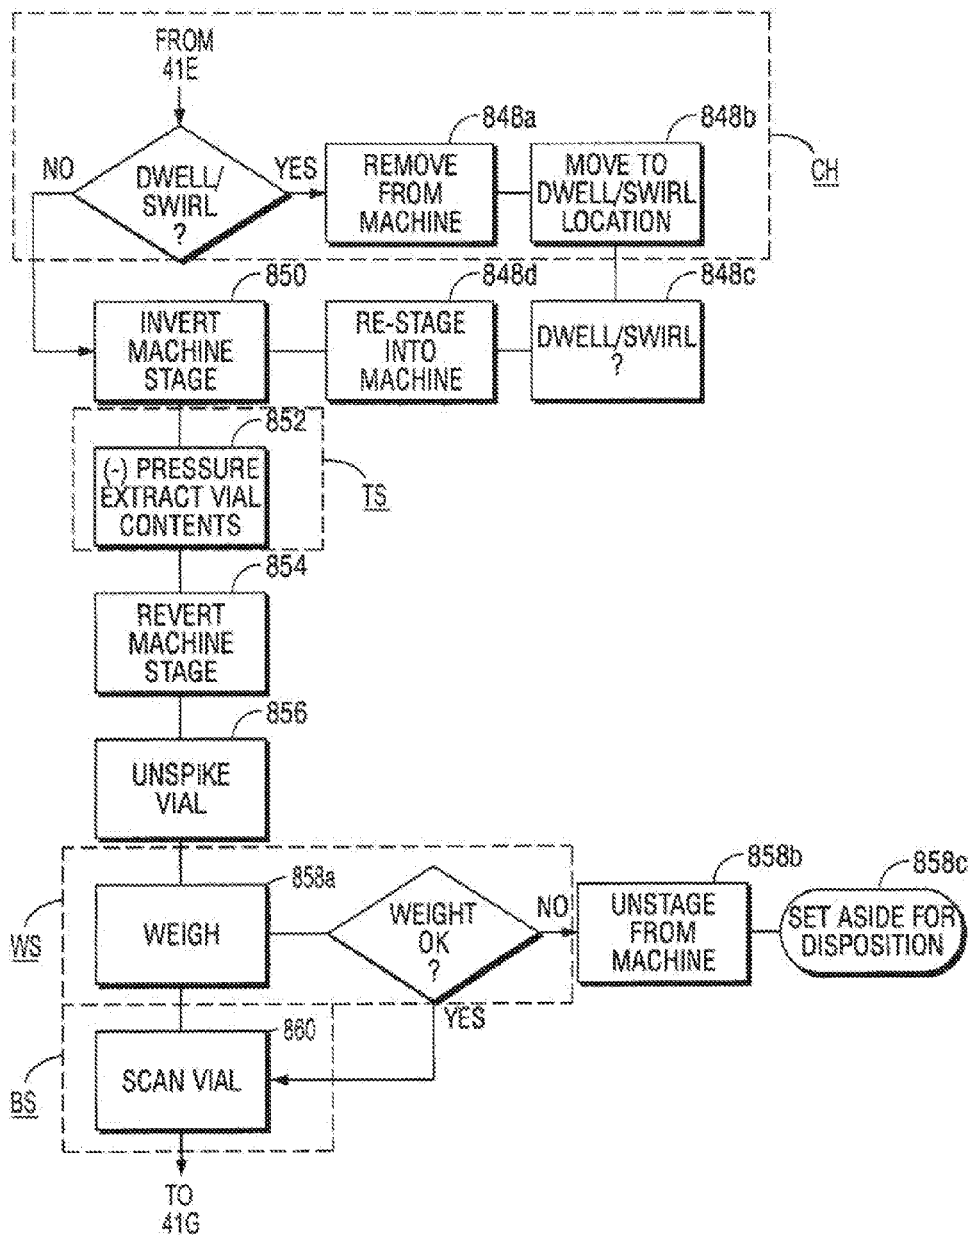 FROM
41E
DWELL/
SWIRL
?
NO
YES
848a
REMOVE
FROM
MACHINE
848b
MOVE TO
DWELL/SWIRL
LOCATION
CH
850
INVERT
MACHINE
STAGE
848d
RE-STAGE
INTO
MACHINE
848c
DWELL/SWIRL
?
852
(-) PRESSURE
EXTRACT VIAL
CONTENTS
TS
854
REVERT
MACHINE
STAGE
856
UNSPIKE
VIAL
858a
WEIGH
WS
WEIGHT
OK
?
NO
YES
858b
UNSTAGE
FROM
MACHINE
858c
SET ASIDE FOR
DISPOSITION
860
SCAN VIAL
BS
TO
41G